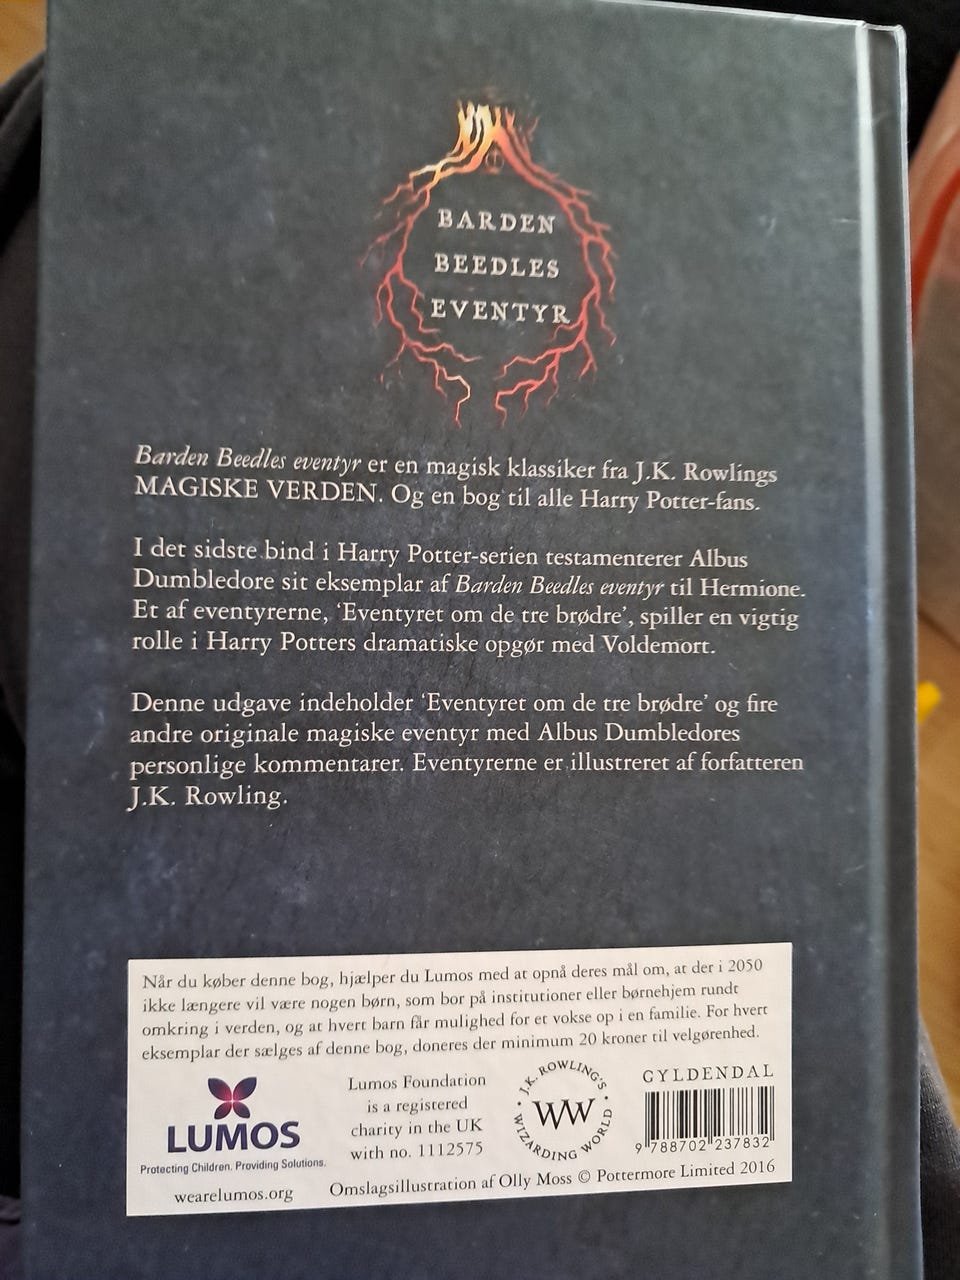 BARDEN
BEEDLES
EVENTYR
Barden Beedles eventyr er en magisk klassiker fra J.K. Rowlings
MAGISKE VERDEN. Og en bog til alle Harry Potter-fans.
I det sidste bind i Harry Potter-serien testamenterer Albus
Dumbledore sit eksemplar af Barden Beedles eventyr til Hermione.
Et af eventyrerne, ‘Eventyret om de tre brødre’, spiller en vigtig
rolle i Harry Potters dramatiske opgør med Voldemort.
Denne udgave indeholder ‘Eventyret om de tre brødre’ og fire
andre originale magiske eventyr med Albus Dumbledores
personlige kommentarer. Eventyrerne er illustreret af forfatteren
J.K. Rowling.
Når du køber denne bog, hjælper du Lumos med at opnå deres mål om, at der i 2050
ikke længere vil være nogen børn, som bor på institutioner eller børnehjem rundt
omkring i verden, og at hvert barn får mulighed for et vokse op i en familie. For hvert
eksemplar der sælges af denne bog, doneres der minimum 20 kroner til velgørenhed.
LUMOS
Protecting Children. Providing Solutions.
wearelumos.org
Lumos Foundation
is a registered
charity in the UK
with no. 1112575
J.K. ROWLING'S
WW
WIZARDING WORLD
GYLDENDAL
9 788702 237832
Omslagsillustration af Olly Moss © Pottermore Limited 2016